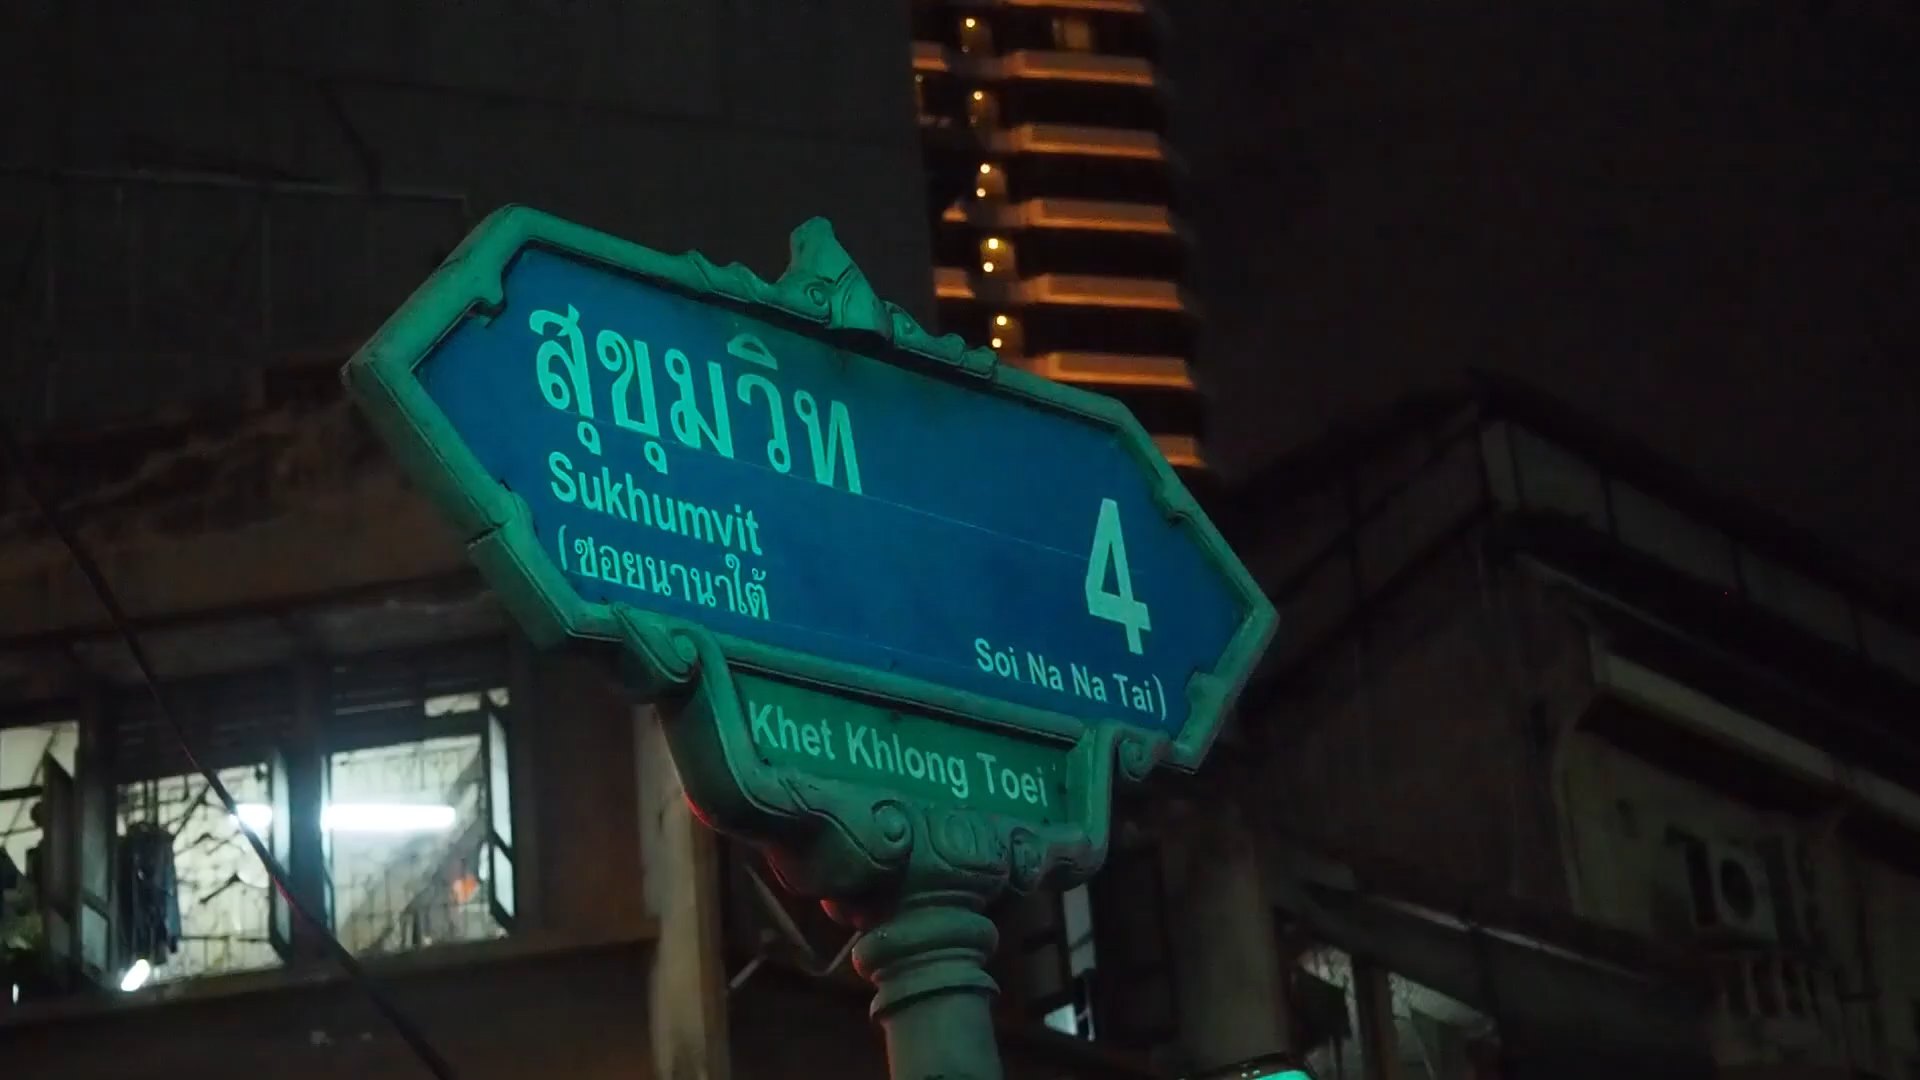 สุขุมวิท 4
Sukhumvit
(ซอยนานาใต้
Soi Na Na Tai)
Khet Khlong Toei